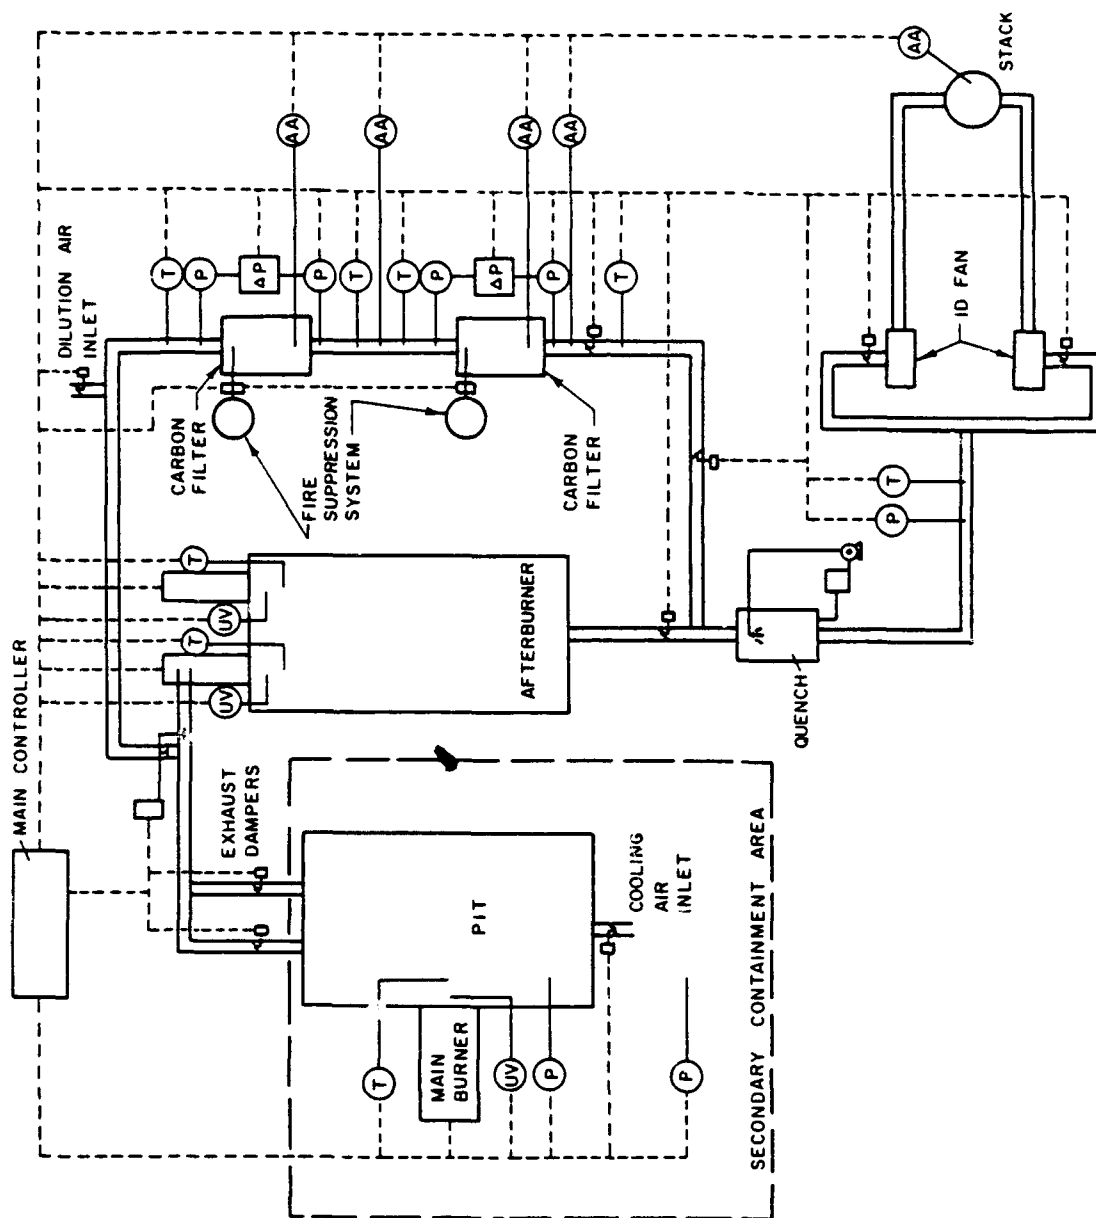 MAIN CONTROLLER
DILUTION AIR
INLET
T
P
ΔP
P
T
T
P
ΔP
P
T
AA
AA
AA
AA
AA
CARBON
FILTER
T
UV
T
UV
EXHAUST
DAMPERS
FIRE
SUPPRESSION
SYSTEM
T
MAIN
BURNER
PIT
UV
P
AFTERBURNER
CARBON
FILTER
COOLING
AIR
INLET
P
SECONDARY CONTAINMENT AREA
QUENCH
P
T
ID FAN
STACK